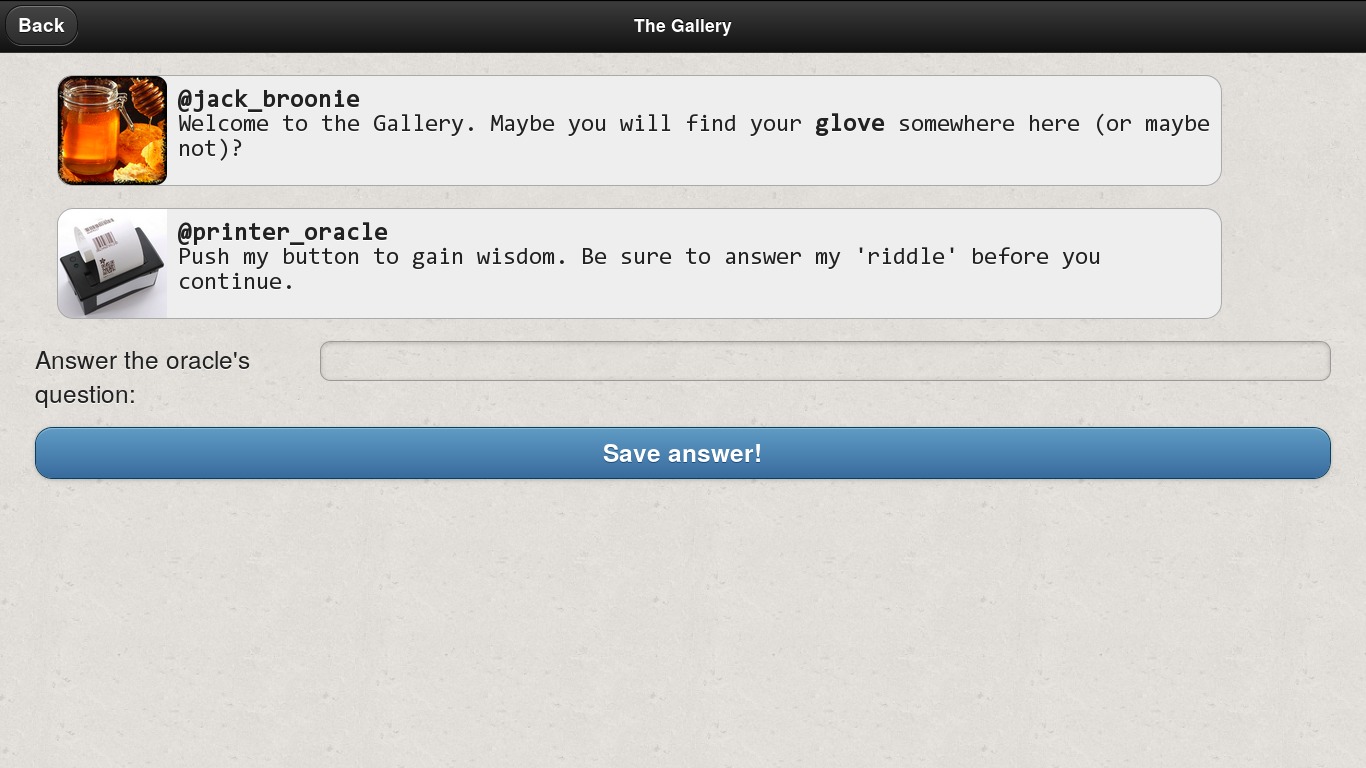 Back
The Gallery
@jack_broonie
Welcome to the Gallery. Maybe you will find your glove somewhere here (or maybe
not)?
@printer_oracle
Push my button to gain wisdom. Be sure to answer my 'riddle' before you
continue.
Answer the oracle's
question:
Save answer!